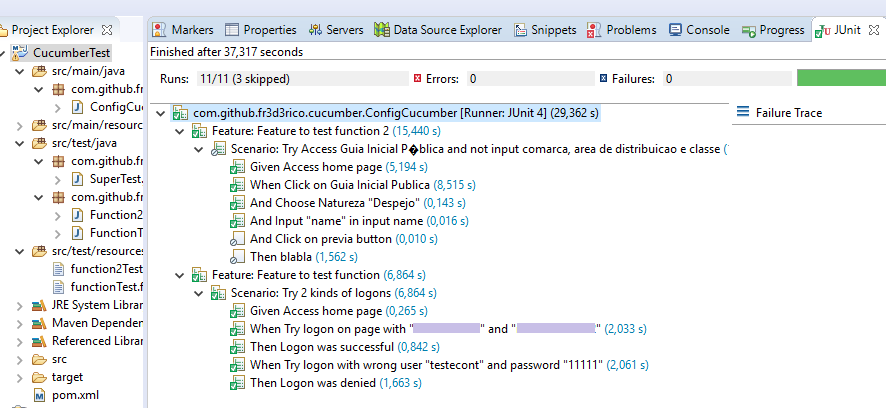 Project Explorer
CucumberTest
src/main/java
com.github.fr
ConfigCuc
src/main/resourc
src/test/java
com.github.fr
SuperTest.
com.github.fr
Function2
FunctionT
src/test/resources
function2Test
functionTest.f
JRE System Librar
Maven Dependenc
Referenced Librar
src
target
pom.xml
Markers Properties Servers Data Source Explorer Snippets Problems Console Progress JUnit
Finished after 37,317 seconds
Runs: 11/11 (3 skipped) Errors: 0 Failures: 0
com.github.fr3d3rico.cucumber.ConfigCucumber [Runner: JUnit 4] (29,362 s)
Feature: Feature to test function 2 (15,440 s)
Scenario: Try Access Guia Inicial P�blica and not input comarca, area de distribuicao e classe (
Given Access home page (5,194 s)
When Click on Guia Inicial Publica (8,515 s)
And Choose Natureza "Despejo" (0,143 s)
And Input "name" in input name (0,016 s)
And Click on previa button (0,010 s)
Then blabla (1,562 s)
Feature: Feature to test function (6,864 s)
Scenario: Try 2 kinds of logons (6,864 s)
Given Access home page (0,265 s)
When Try logon on page with " " and " ." (2,033 s)
Then Logon was successful (0,842 s)
When Try logon with wrong user "testecont" and password "11111" (2,061 s)
Then Logon was denied (1,663 s)
Failure Trace